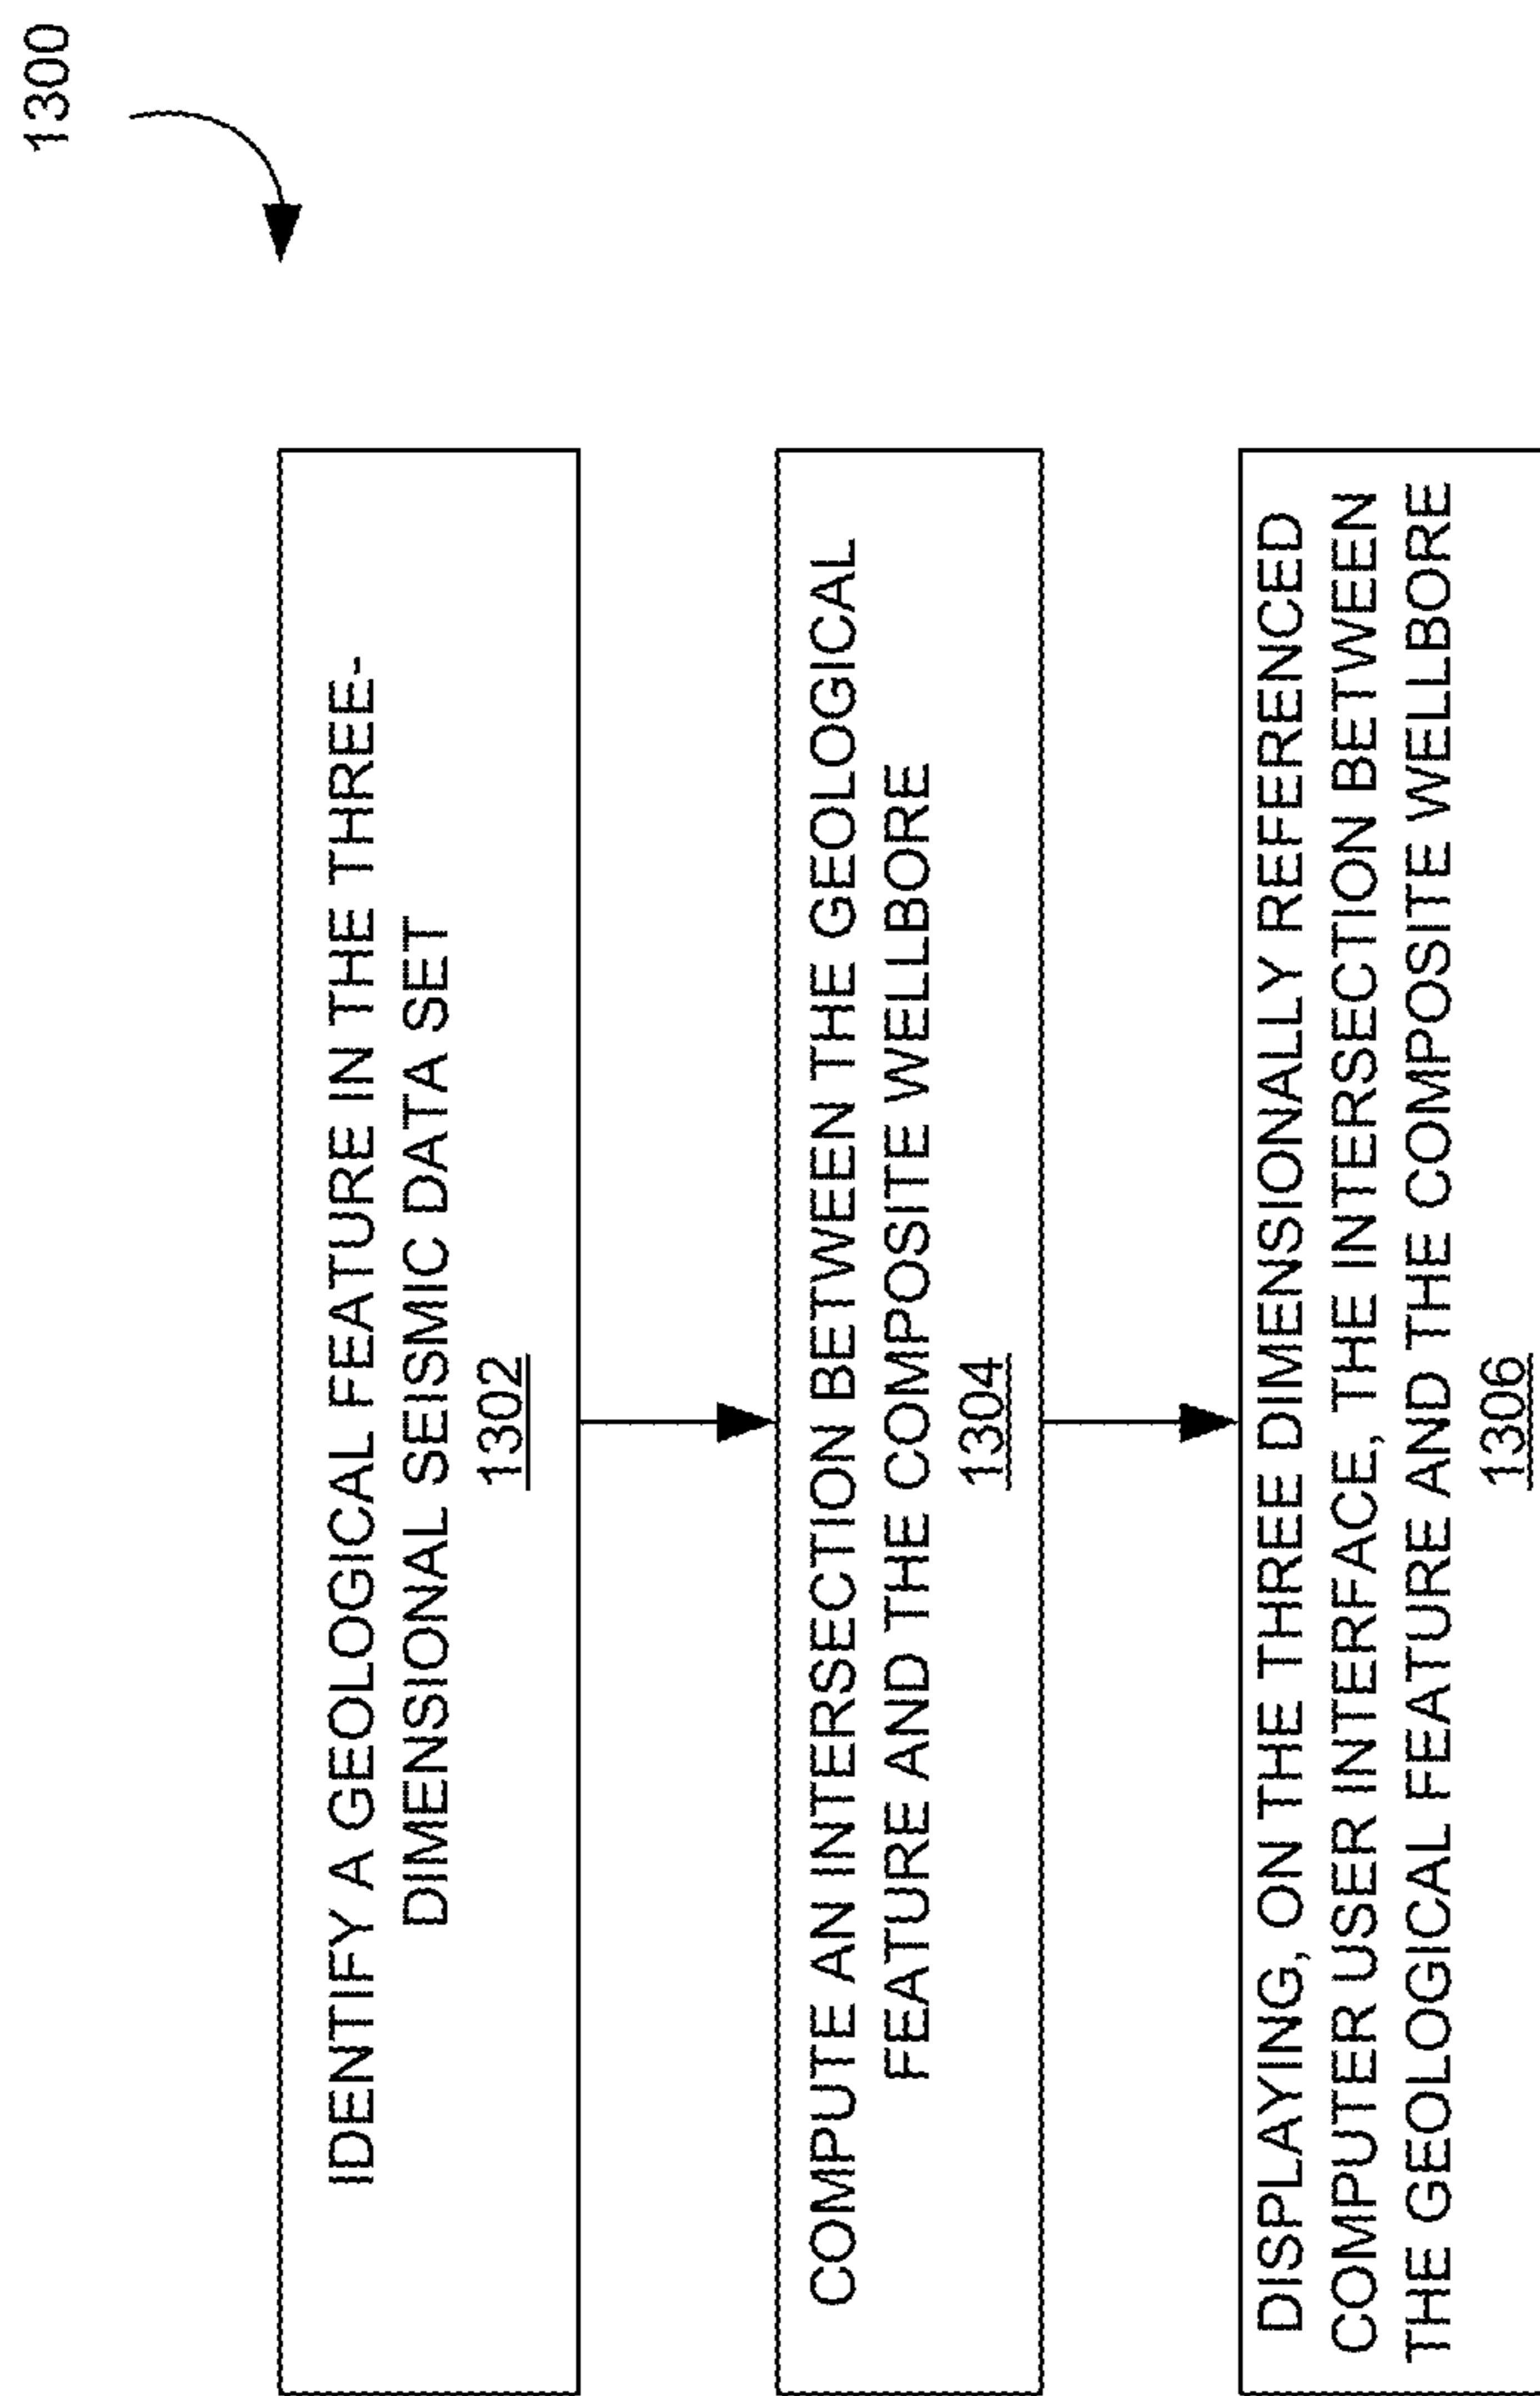 1300
IDENTIFY A GEOLOGICAL FEATURE IN THE THREE-
DIMENSIONAL SEISMIC DATA SET
1302
COMPUTE AN INTERSECTION BETWEEN THE GEOLOGICAL
FEATURE AND THE COMPOSITE WELLBORE
1304
DISPLAYING, ON THE THREE DIMENSIONALLY REFERENCED
COMPUTER USER INTERFACE, THE INTERSECTION BETWEEN
THE GEOLOGICAL FEATURE AND THE COMPOSITE WELLBORE
1306